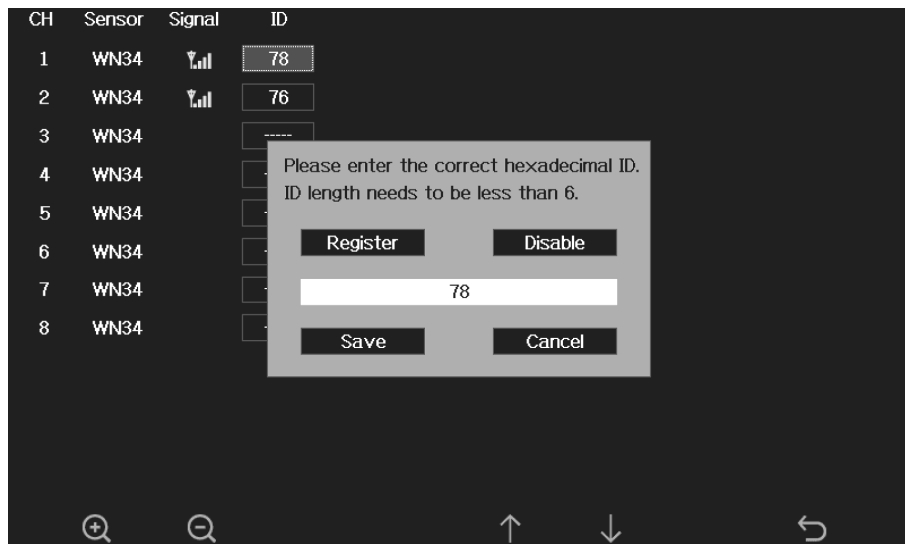 CH Sensor Signal ID
1 WN34 78
2 WN34 76
3 WN34 -----
4 WN34
5 WN34
6 WN34
7 WN34
8 WN34
Please enter the correct hexadecimal ID.
ID length needs to be less than 6.
Register Disable
78
Save Cancel